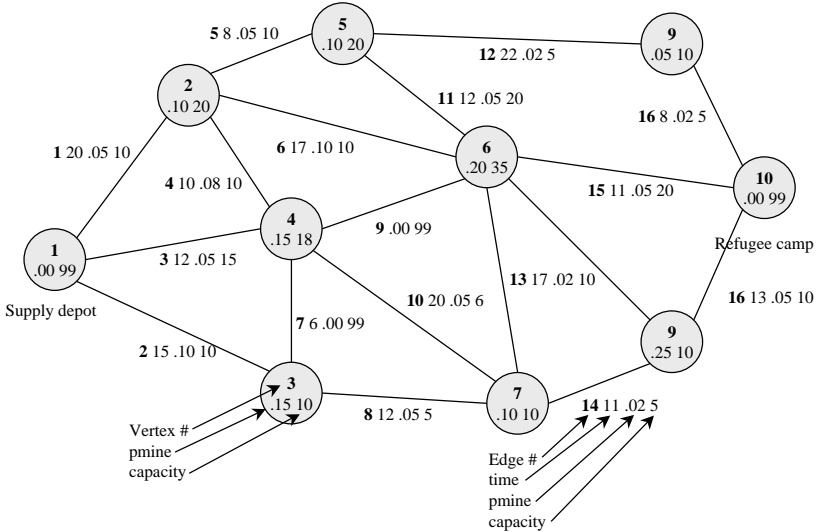 5 8 .05 10
5
.10 20
12 22 .02 5
9
.05 10
2
.10 20
11 12 .05 20
16 8 .02 5
1 20 .05 10
6 17 .10 10
6
.20 35
4 10 .08 10
15 11 .05 20
10
.00 99
4
.15 18
9 .00 99
Refugee camp
1
.00 99
3 12 .05 15
13 17 .02 10
Supply depot
10 20 .05 6
16 13 .05 10
7 6 .00 99
9
.25 10
2 15 .10 10
3
.15 10
8 12 .05 5
7
.10 10
14 11 .02 5
Vertex #
pmine
capacity
Edge #
time
pmine
capacity